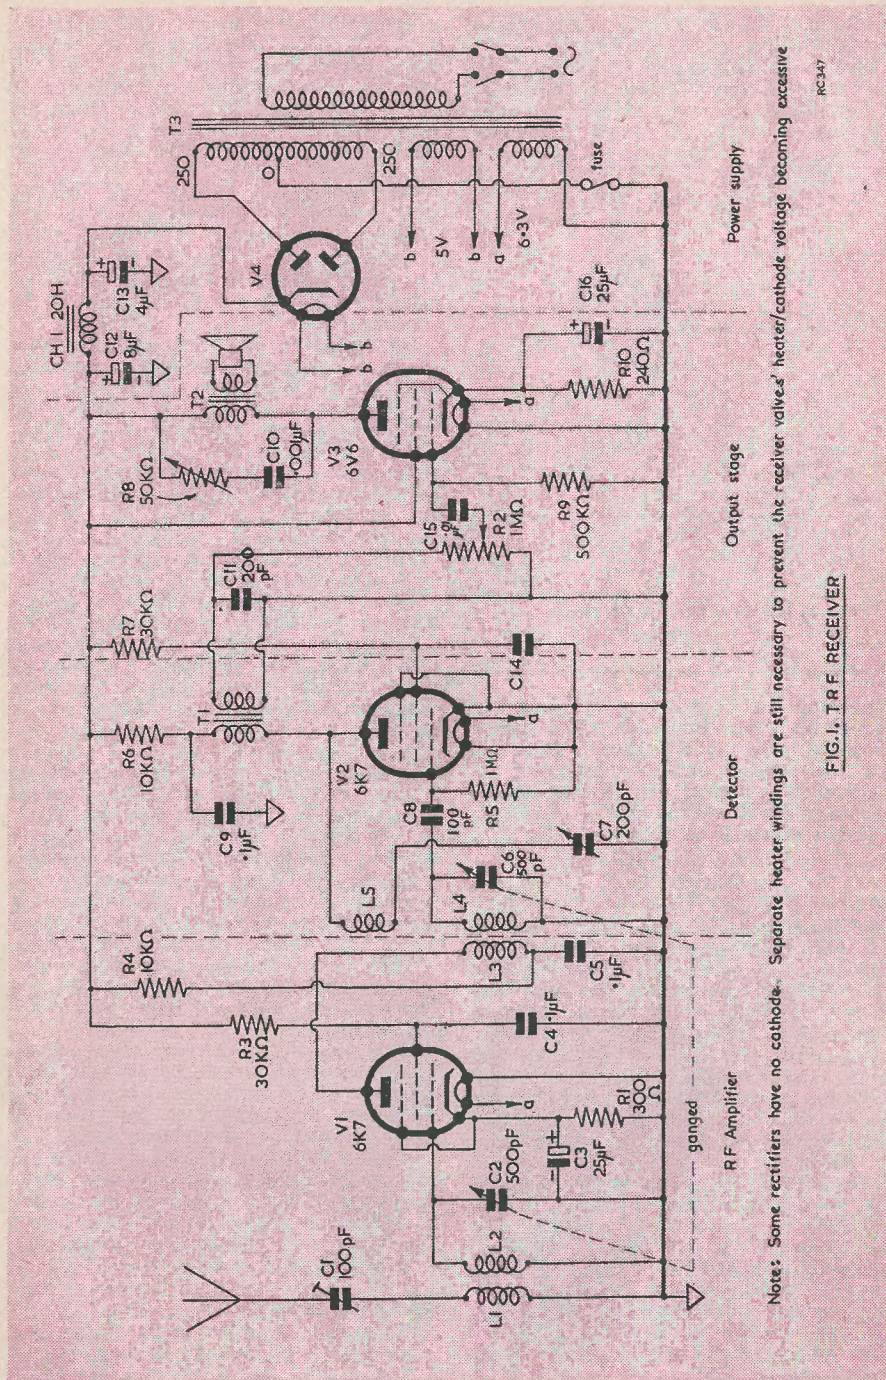 T3
250
0
250
b
5V
b
a
6·3V
fuse
CH1 20H
C12
8μF
C13
4μF
+
-
+
-
V4
b
b
T2
R8
50KΩ
C10
·001μF
V3
6V6
a
C16
25μF
+
-
R10
240Ω
C15
·01
μF
R2
1MΩ
R9
500KΩ
C11
200
pF
R7
30KΩ
T1
R6
10KΩ
C9
·1μF
V2
6K7
C14
a
C8
100
pF
R5
1MΩ
C7
200pF
C6
500
pF
L5
L4
R4
10KΩ
L3
C5
·1μF
R3
30KΩ
C4 ·1μF
V1
6K7
a
R1
300
Ω
C3
25μF
+
-
C2
500pF
L2
L1
C1
100pF
ganged
RF Amplifier
Detector
Output stage
Power supply
Note: Some rectifiers have no cathode. Separate heater windings are still necessary to prevent the receiver valves' heater/cathode voltage becoming excessive
RC347
FIG.1. TRF RECEIVER